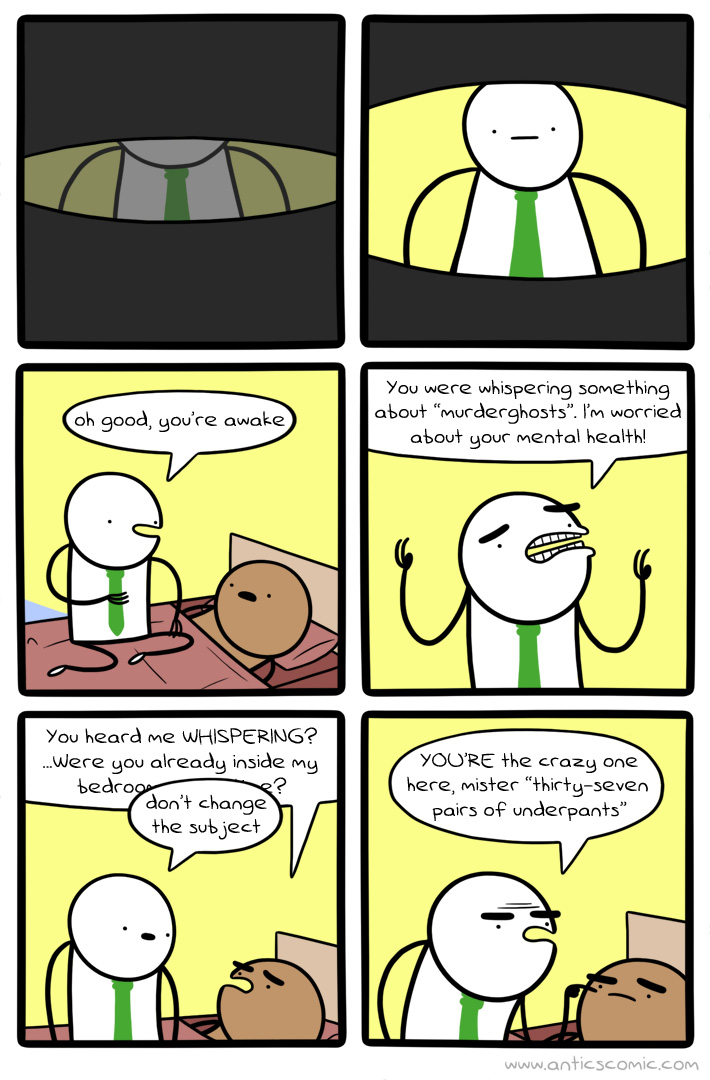 oh good, you're awake
You were whispering something
about "murderghosts". I'm worried
about your mental health!
You heard me WHISPERING?
...Were you already inside my
don't change
the subject
YOU'RE the crazy one
here, mister "thirty-seven
pairs of underpants"
www.anticscomic.com